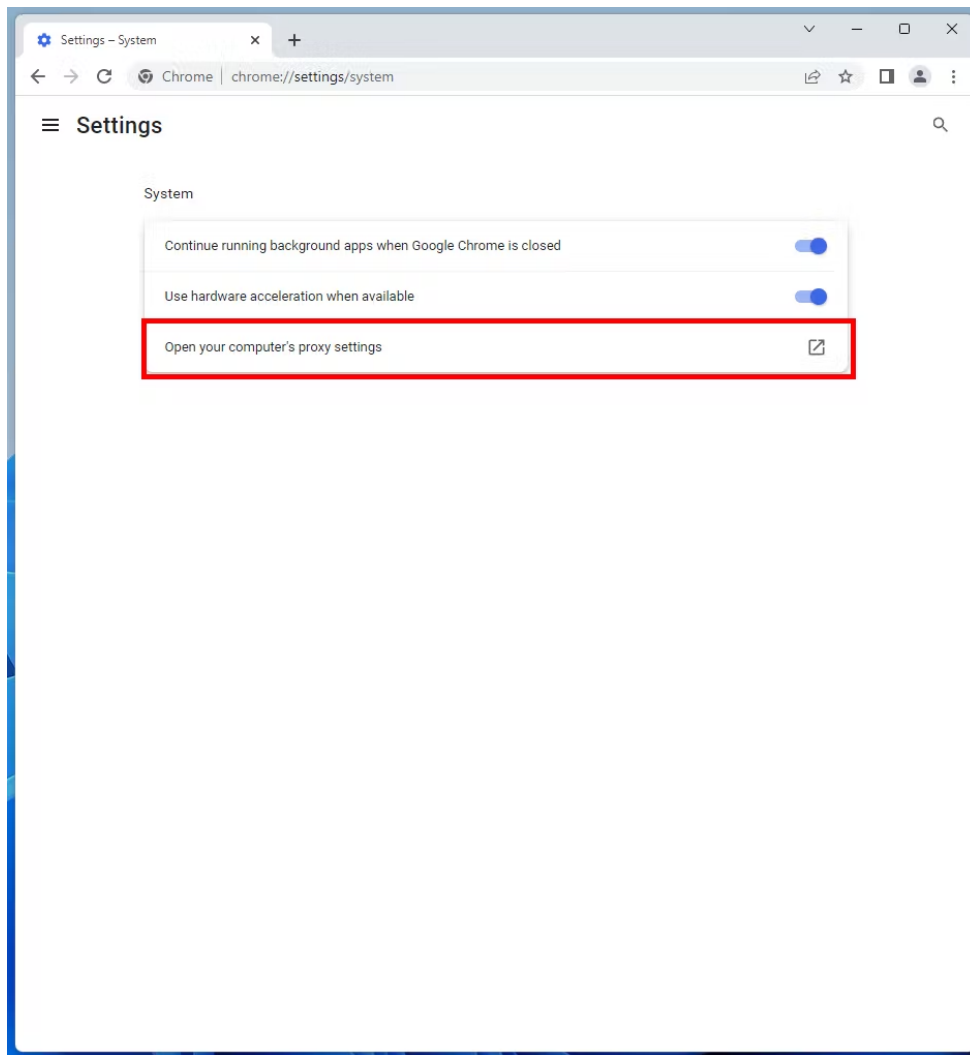 Settings – System
Chrome
chrome://settings/system
Settings
System
Continue running background apps when Google Chrome is closed
Use hardware acceleration when available
Open your computer's proxy settings